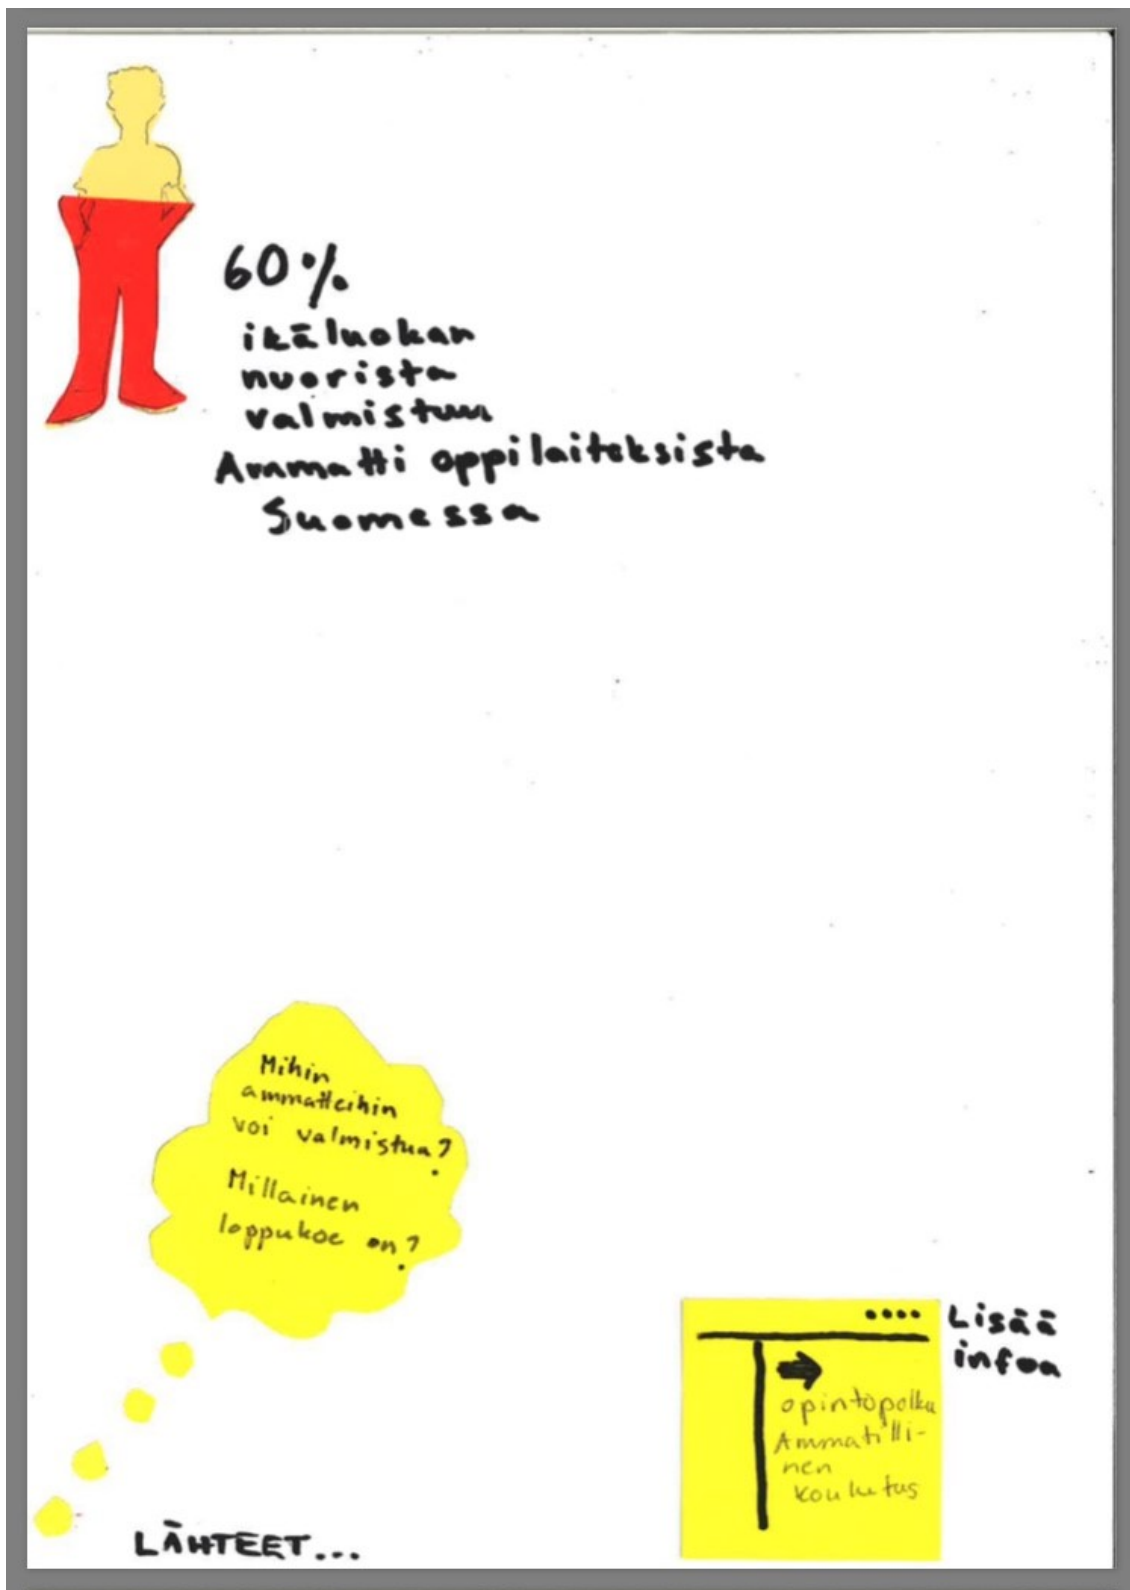 60%
ikäluokan
nuorista
valmistuu
Ammatti oppilaiteksista
Suomessa
Mihin
ammatteihin
voi valmistua?
Millainen
loppukoe on?
.... Lisää
infoa
opintopolku
Ammatilli-
nen
koulutus
LÄHTEET...